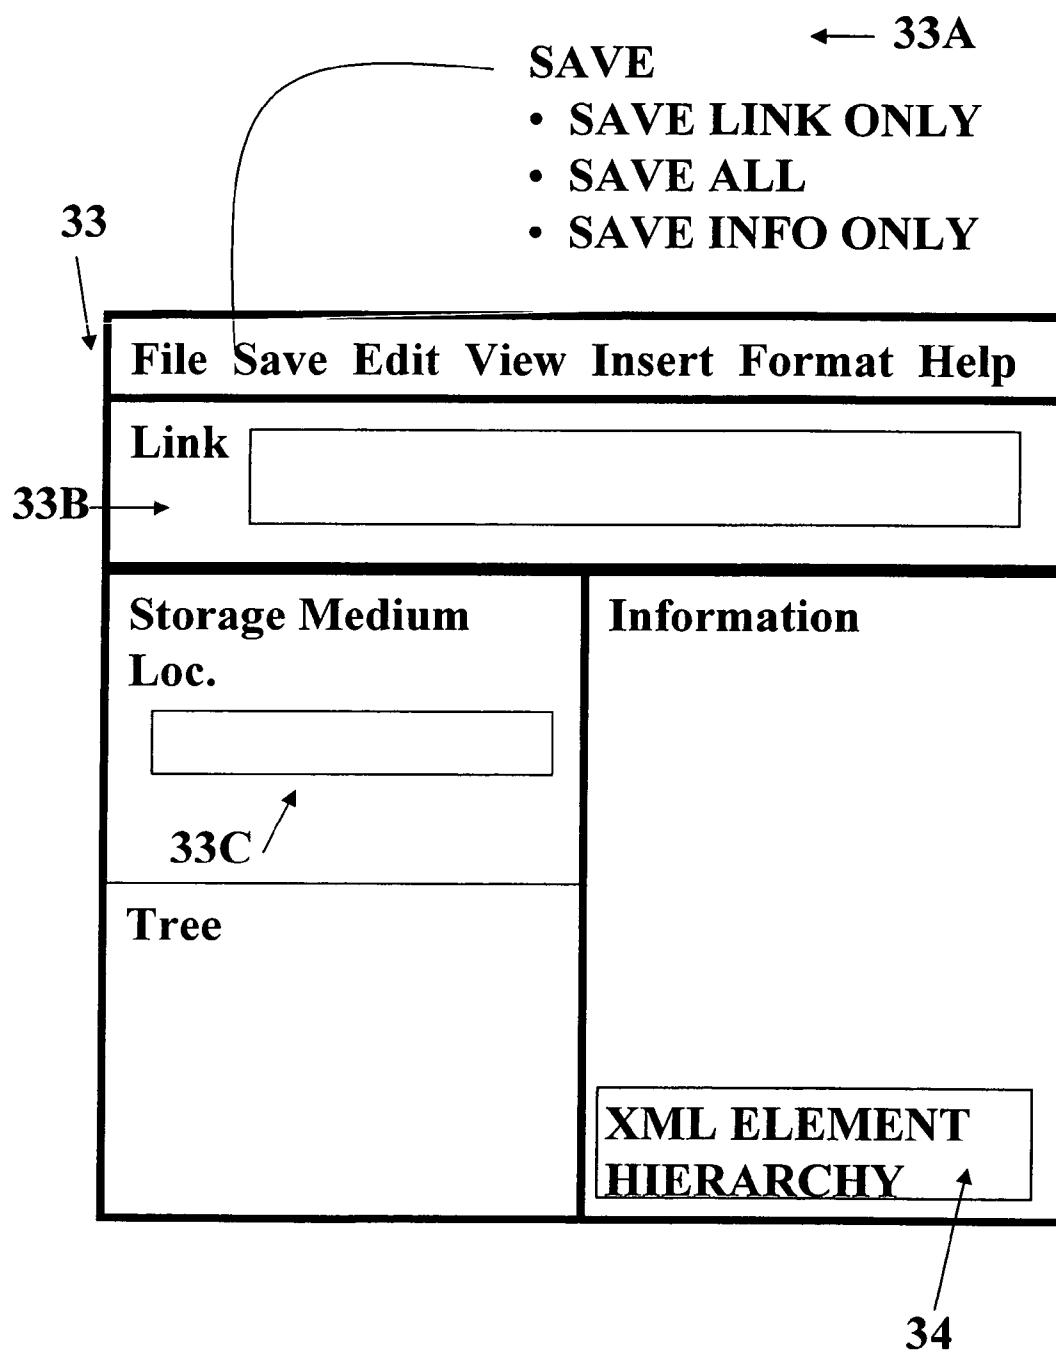 33A
SAVE
• SAVE LINK ONLY
• SAVE ALL
• SAVE INFO ONLY
33
File Save Edit View Insert Format Help
Link
33B
Storage Medium
Loc.
33C
Tree
Information
XML ELEMENT
HIERARCHY
34